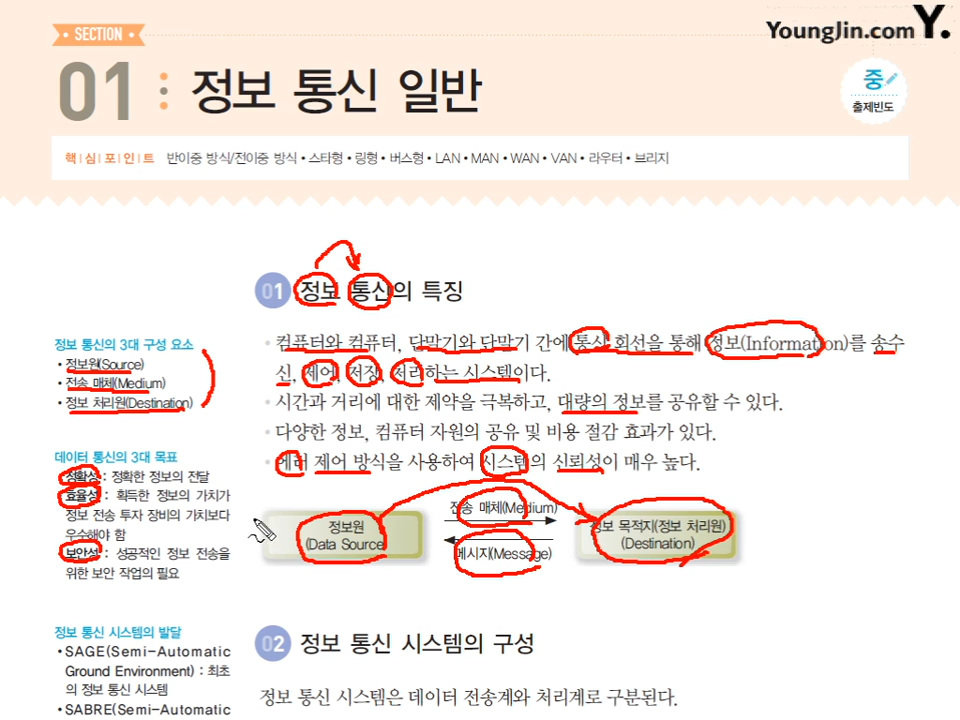 SECTION
YoungJin.com Y.
01 : 정보 통신 일반
중
출제빈도
핵|심|포|인|트 반이중 방식/전이중 방식 • 스타형 • 링형 • 버스형 • LAN • MAN • WAN • VAN • 라우터 • 브리지
정보 통신의 3대 구성 요소
• 정보원(Source)
• 전송 매체(Medium)
• 정보 처리원(Destination)
데이터 통신의 3대 목표
정확성 : 정확한 정보의 전달
효율성 : 획득한 정보의 가치가
정보 전송 투자 장비의 가치보다
우수해야 함
보안성 : 성공적인 정보 전송을
위한 보안 작업의 필요
정보 통신 시스템의 발달
• SAGE(Semi-Automatic
Ground Environment) : 최초
의 정보 통신 시스템
• SABRE(Semi-Automatic
01 정보 통신의 특징
• 컴퓨터와 컴퓨터, 단말기와 단말기 간에 통신 회선을 통해 정보(Information)를 송수
신, 제어, 저장, 처리하는 시스템이다.
• 시간과 거리에 대한 제약을 극복하고, 대량의 정보를 공유할 수 있다.
• 다양한 정보, 컴퓨터 자원의 공유 및 비용 절감 효과가 있다.
• 에러 제어 방식을 사용하여 시스템의 신뢰성이 매우 높다.
정보원
(Data Source)
전송 매체(Medium)
메시지(Message)
정보 목적지(정보 처리원)
(Destination)
02 정보 통신 시스템의 구성
정보 통신 시스템은 데이터 전송계와 처리계로 구분된다.